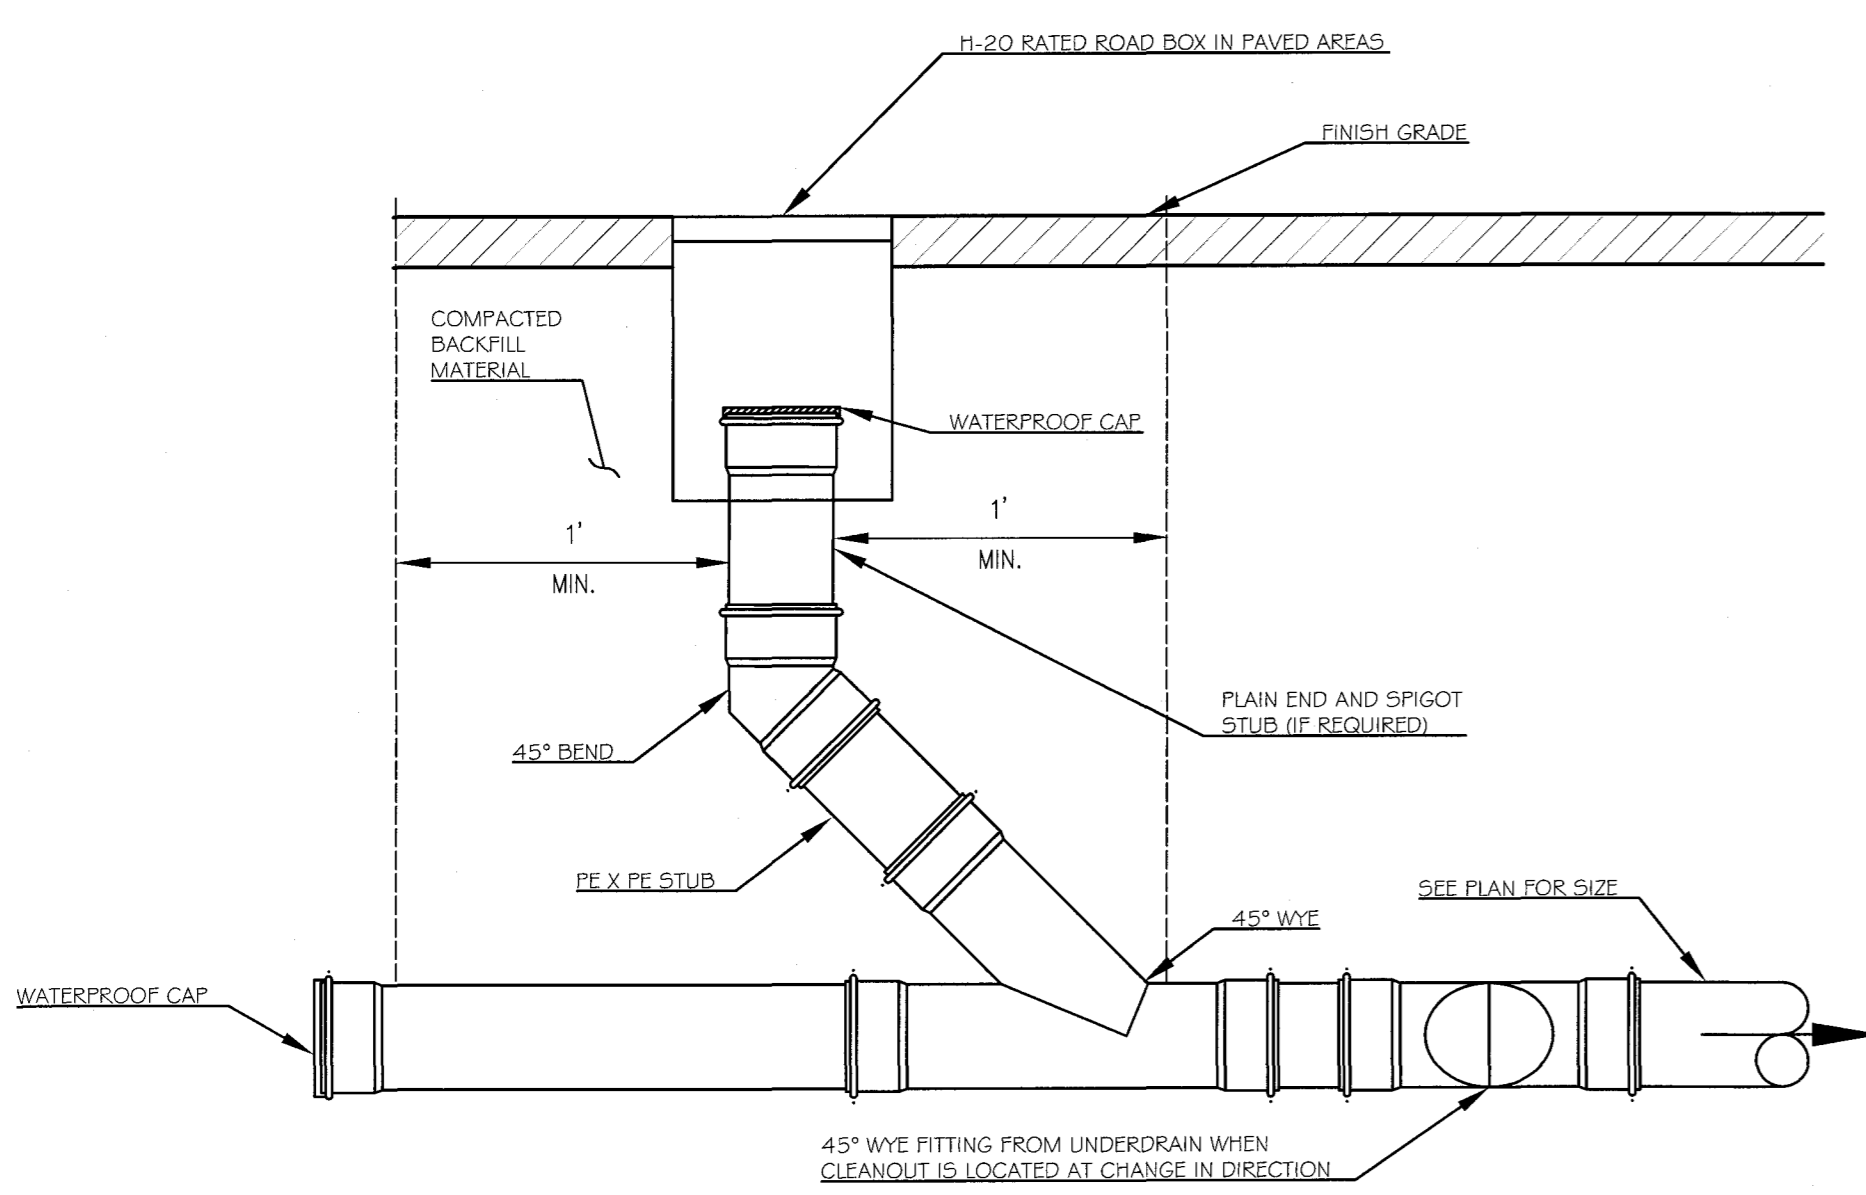 H-20 RATED ROAD BOX IN PAVED AREAS
FINISH GRADE
COMPACTED
BACKFILL
MATERIAL
WATERPROOF CAP
1'
MIN.
1'
MIN.
PLAIN END AND SPIGOT
STUB (IF REQUIRED)
45° BEND
PE X PE STUB
SEE PLAN FOR SIZE
45° WYE
WATERPROOF CAP
45° WYE FITTING FROM UNDERDRAIN WHEN
CLEANOUT IS LOCATED AT CHANGE IN DIRECTION